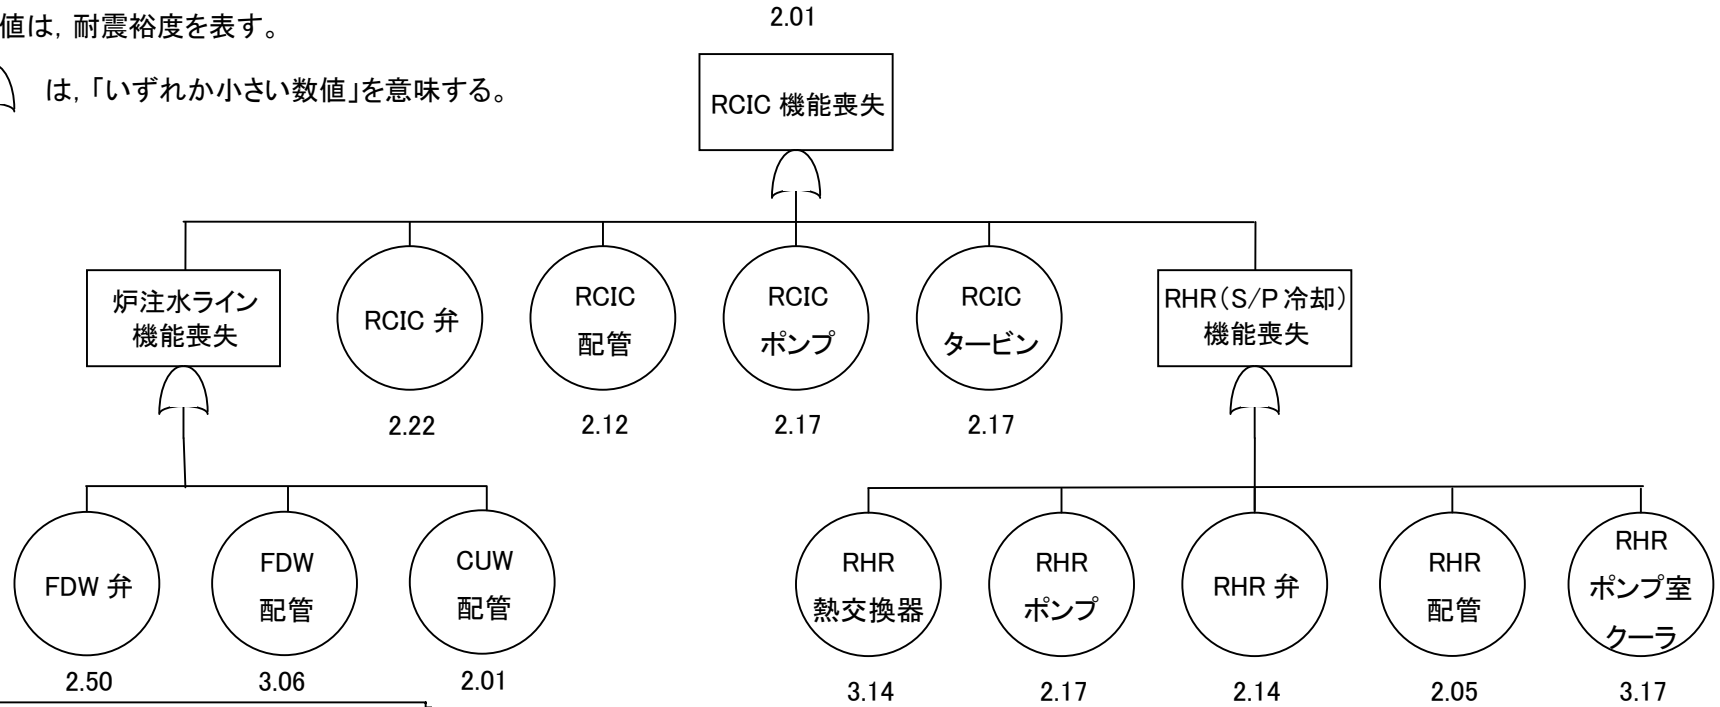 値は，耐震裕度を表す。
は，「いずれか小さい数値」を意味する。
2.01
RCIC 機能喪失
炉注水ライン
機能喪失
RCIC 弁
RCIC
配管
RCIC
ポンプ
RCIC
タービン
RHR（S/P 冷却）
機能喪失
2.22
2.12
2.17
2.17
FDW 弁
FDW
配管
CUW
配管
RHR
熱交換器
RHR
ポンプ
RHR 弁
RHR
配管
RHR
ポンプ室
クーラ
2.50
3.06
2.01
3.14
2.17
2.14
2.05
3.17